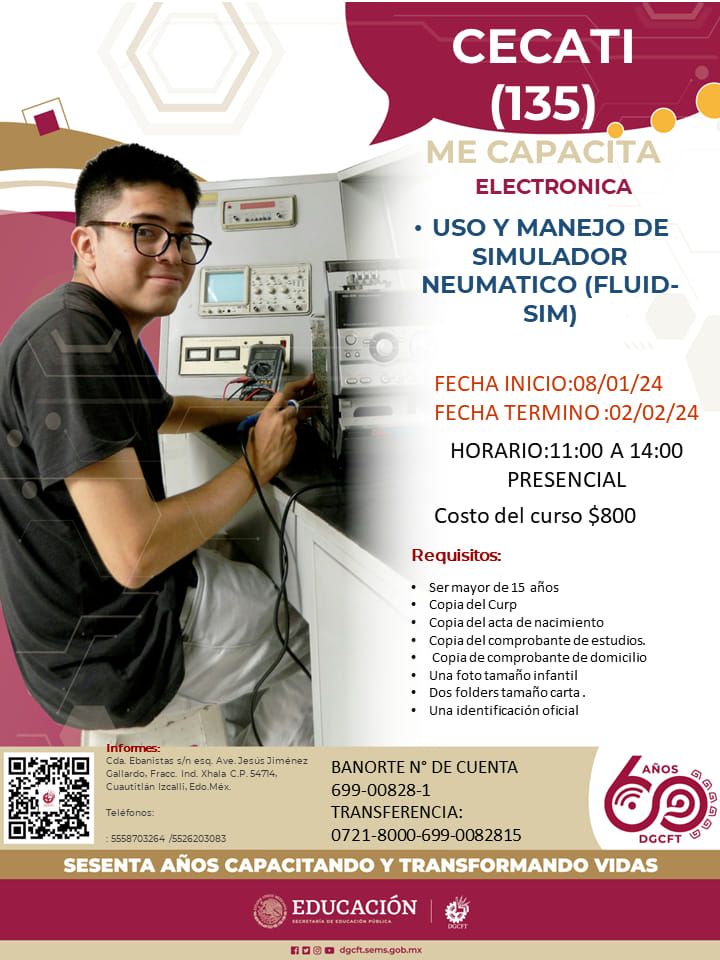 CECATI
(135)
ME CAPACITA
ELECTRONICA
• USO Y MANEJO DE
SIMULADOR
NEUMATICO (FLUID-
SIM)
FECHA INICIO:08/01/24
FECHA TERMINO :02/02/24
HORARIO:11:00 A 14:00
PRESENCIAL
Costo del curso $800
Requisitos:
• Ser mayor de 15 años
• Copia del Curp
• Copia del acta de nacimiento
• Copia del comprobante de estudios.
• Copia de comprobante de domicilio
• Una foto tamaño infantil
• Dos folders tamaño carta .
• Una identificación oficial
Informes:
Cda. Ebanistas s/n esq. Ave. Jesús Jiménez
Gallardo, Fracc. Ind. Xhala C.P. 54714,
Cuautitlán Izcalli, Edo.Méx.
Teléfonos:
: 5558703264 /5526203083
BANORTE N° DE CUENTA
699-00828-1
TRANSFERENCIA:
0721-8000-699-0082815
60
AÑOS
DGCFT
SESENTA AÑOS CAPACITANDO Y TRANSFORMANDO VIDAS
EDUCACIÓN
SECRETARÍA DE EDUCACIÓN PÚBLICA
DGCFT
dgcft.sems.gob.mx